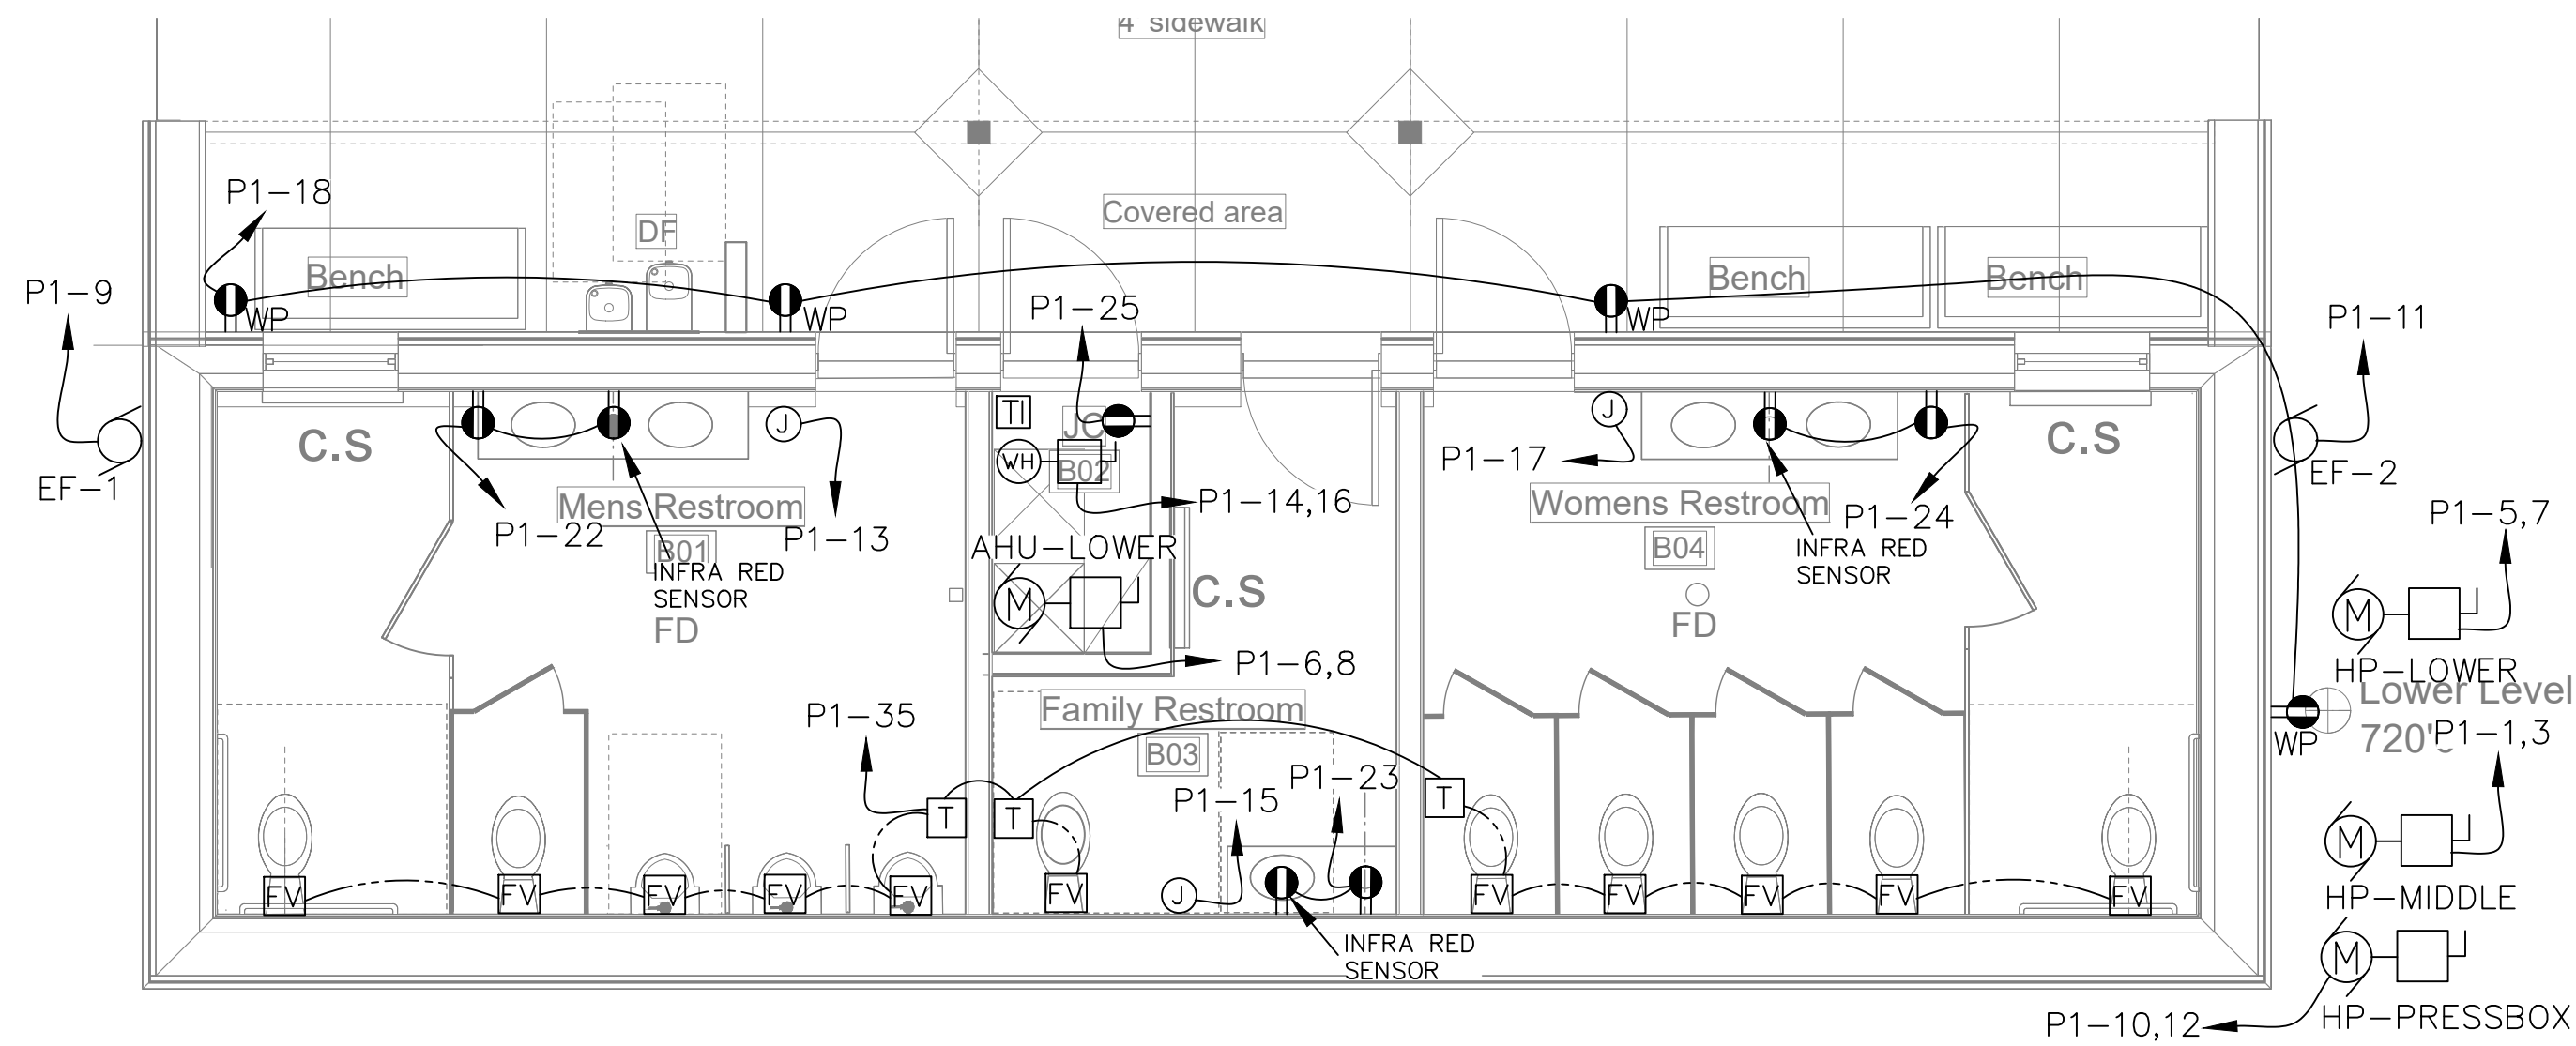 4' sidewalk
P1-18
DF
Covered area
P1-9
Bench
WP
WP
P1-25
WP
Bench
Bench
P1-11
TI
JC
J
J
C.S
C.S
WH
B02
P1-17
EF-1
EF-2
Mens Restroom
P1-14,16
Womens Restroom
P1-22
P1-13
P1-24
P1-5,7
B01
AHU-LOWER
B04
INFRA RED
SENSOR
INFRA RED
SENSOR
FD
M
C.S
FD
M
P1-6,8
HP-LOWER
Lower Level
Family Restroom
P1-35
B03
WP
720'
P1-1,3
P1-15
P1-23
T
T
T
M
FV
FV
FV
FV
FV
FV
J
FV
FV
FV
FV
FV
HP-MIDDLE
INFRA RED
SENSOR
M
P1-10,12
HP-PRESSBOX